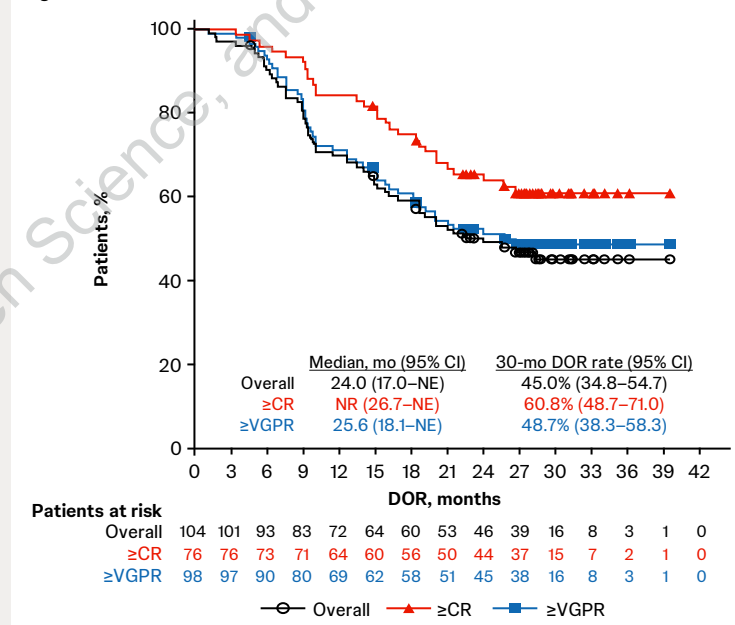 n Science, and
100
80
60
40
20
0
Patients, %
Median, mo (95% CI) 30-mo DOR rate (95% CI)
Overall 24.0 (17.0–NE) 45.0% (34.8–54.7)
≥CR NR (26.7–NE) 60.8% (48.7–71.0)
≥VGPR 25.6 (18.1–NE) 48.7% (38.3–58.3)
0 3 6 9 12 15 18 21 24 27 30 33 36 39 42
DOR, months
Patients at risk
Overall 104 101 93 83 72 64 60 53 46 39 16 8 3 1 0
≥CR 76 76 73 71 64 60 56 50 44 37 15 7 2 1 0
≥VGPR 98 97 90 80 69 62 58 51 45 38 16 8 3 1 0
Overall ≥CR ≥VGPR